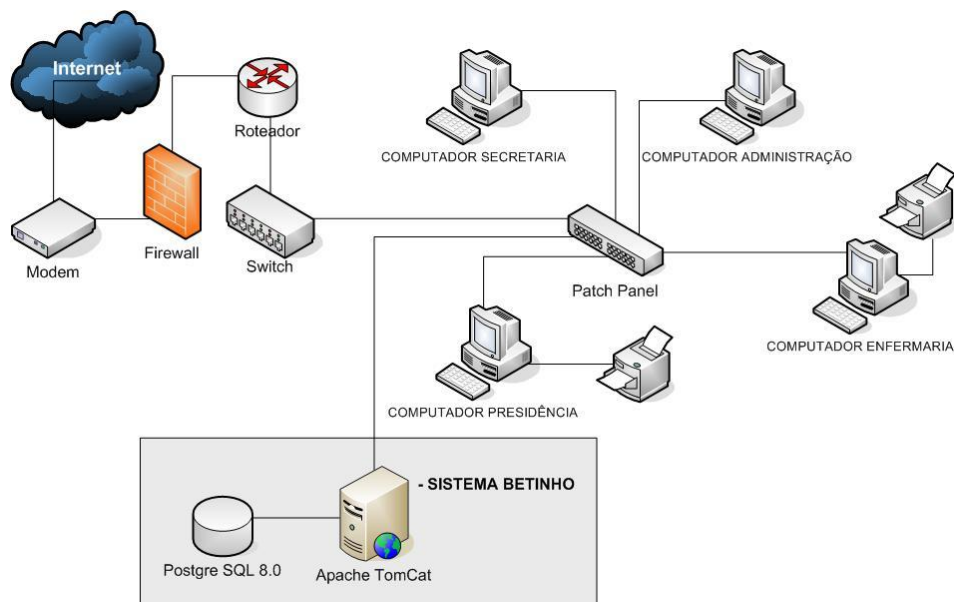 Internet
Roteador
COMPUTADOR SECRETARIA
COMPUTADOR ADMINISTRAÇÃO
Modem
Firewall
Switch
Patch Panel
COMPUTADOR ENFERMARIA
COMPUTADOR PRESIDÊNCIA
- SISTEMA BETINHO
Postgre SQL 8.0
Apache TomCat